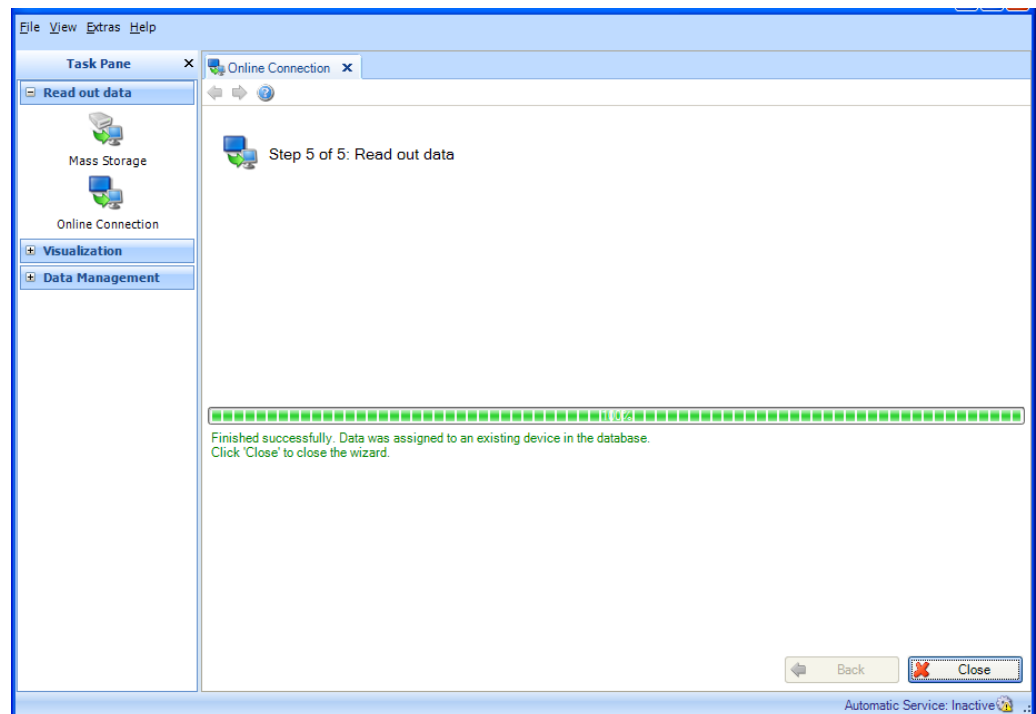 File View Extras Help
Task Pane
Online Connection
Read out data
Mass Storage
Online Connection
Visualization
Data Management
Step 5 of 5: Read out data
100%
Finished successfully. Data was assigned to an existing device in the database.
Click 'Close' to close the wizard.
Back
Close
Automatic Service: Inactive